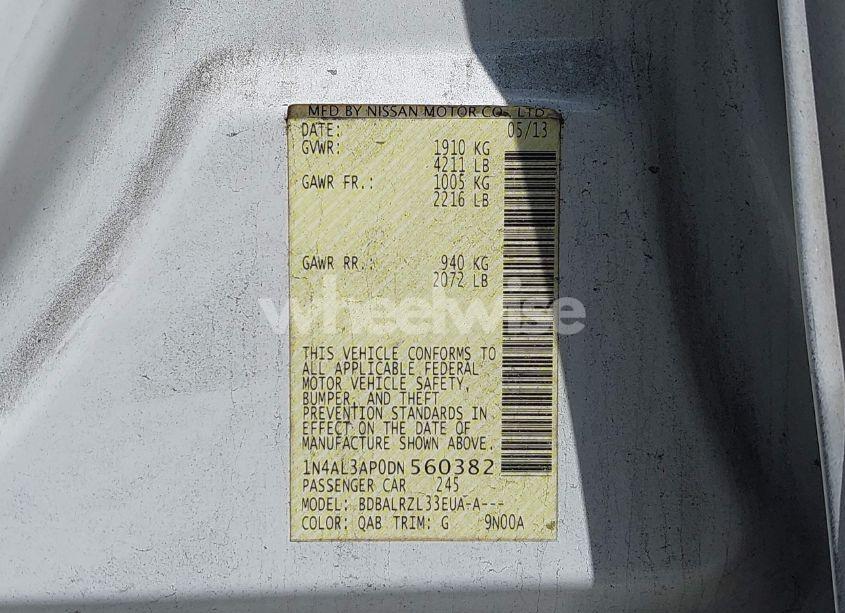 MFD BY NISSAN MOTOR CO., LTD.
DATE: 05/13
GVWR: 1910 KG
4211 LB
GAWR FR.: 1005 KG
2216 LB
GAWR RR.: 940 KG
2072 LB
wheelwise
THIS VEHICLE CONFORMS TO
ALL APPLICABLE FEDERAL
MOTOR VEHICLE SAFETY,
BUMPER, AND THEFT
PREVENTION STANDARDS IN
EFFECT ON THE DATE OF
MANUFACTURE SHOWN ABOVE.
1N4AL3AP0DN 560382
PASSENGER CAR 245
MODEL: BDBALRZL33EUA-A---
COLOR: QAB TRIM: G 9N00A